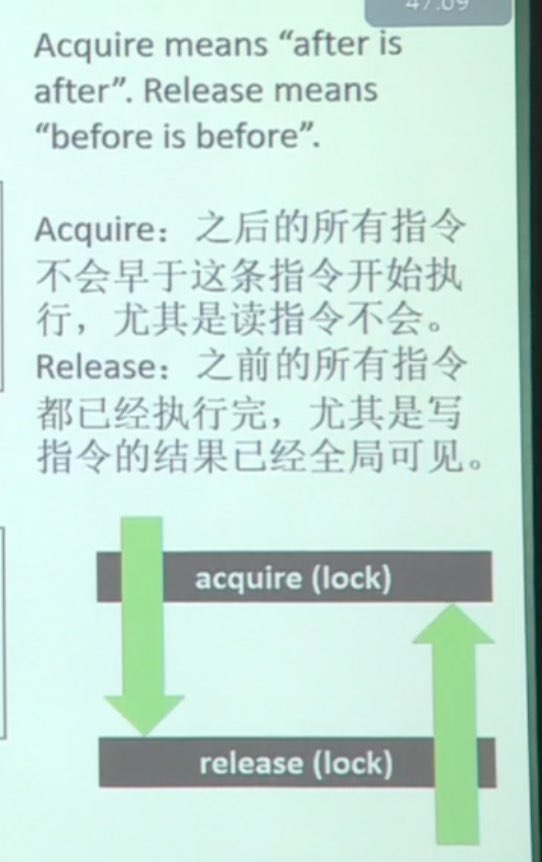 47:09
Acquire means “after is
after”. Release means
“before is before”.
Acquire：之后的所有指令
不会早于这条指令开始执
行，尤其是读指令不会。
Release：之前的所有指令
都已经执行完，尤其是写
指令的结果已经全局可见。
acquire (lock)
release (lock)